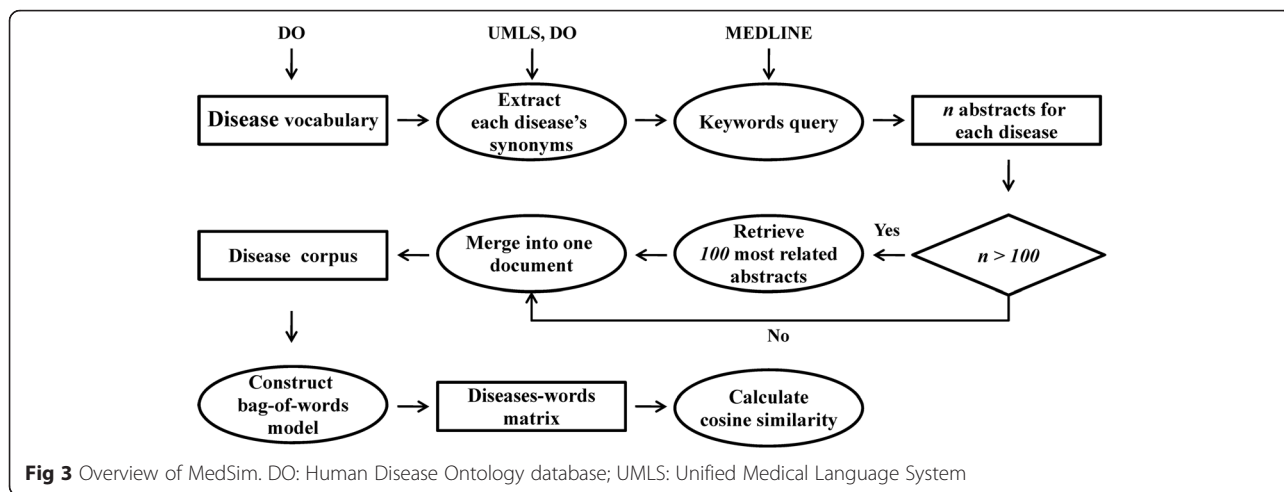 DO
UMLS, DO
MEDLINE
Disease vocabulary
Extract
each disease's
synonyms
Keywords query
n abstracts for
each disease
Disease corpus
Merge into one
document
Retrieve
100 most related
abstracts
Yes
n > 100
No
Construct
bag-of-words
model
Diseases-words
matrix
Calculate
cosine similarity
Fig 3 Overview of MedSim. DO: Human Disease Ontology database; UMLS: Unified Medical Language System